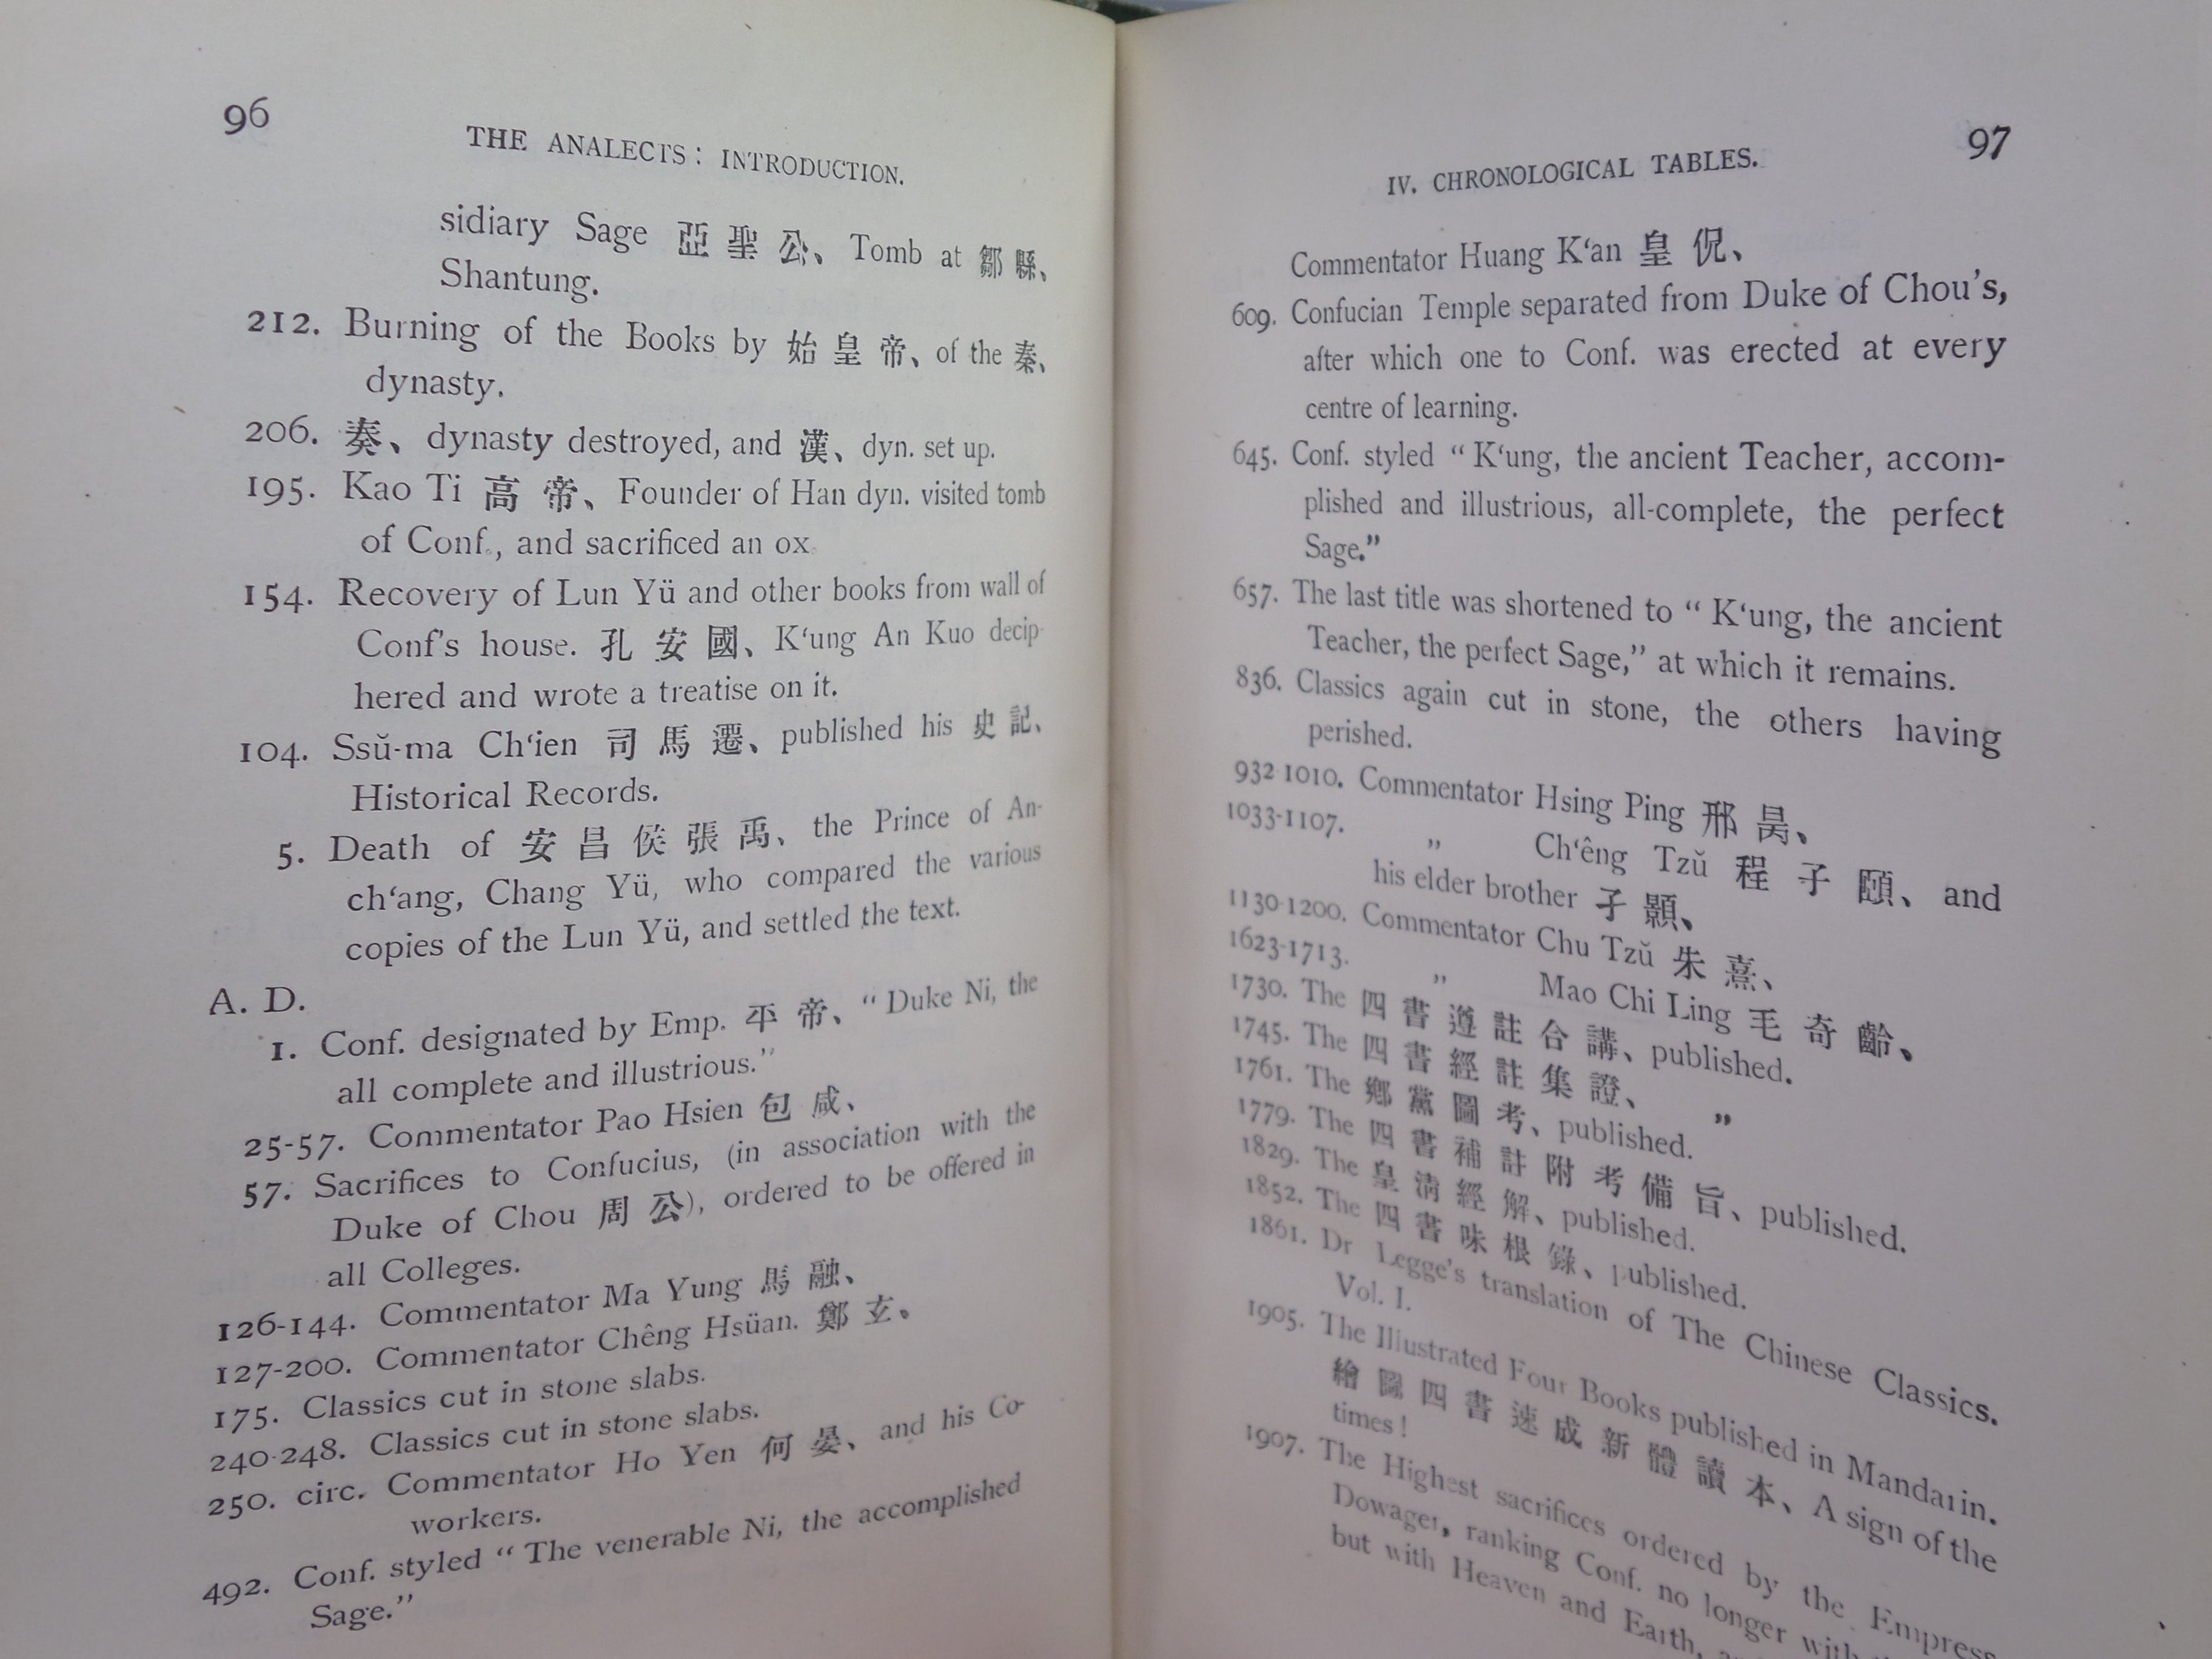 96
THE ANALECTS: INTRODUCTION.
sidiary Sage 亞聖公、 Tomb at 鄒縣、
Shantung.
212. Burning of the Books by 始皇帝、 of the 秦、
dynasty.
206. 秦、 dynasty destroyed, and 漢、 dyn. set up.
195. Kao Ti 高帝、 Founder of Han dyn. visited tomb
of Conf., and sacrificed an ox.
154. Recovery of Lun Yü and other books from wall of
Conf's house. 孔安國、 K‘ung An Kuo decip-
hered and wrote a treatise on it.
104. Ssŭ-ma Ch‘ien 司馬遷、 published his 史記、
Historical Records.
5. Death of 安昌侯張禹、 the Prince of An-
ch‘ang, Chang Yü, who compared the various
copies of the Lun Yü, and settled the text.
A. D.
1. Conf. designated by Emp. 平帝、 “Duke Ni, the
all complete and illustrious.”
25-57. Commentator Pao Hsien 包咸、
57. Sacrifices to Confucius, (in association with the
Duke of Chou 周公), ordered to be offered in
all Colleges.
126-144. Commentator Ma Yung 馬融、
127-200. Commentator Chêng Hsüan. 鄭玄。
175. Classics cut in stone slabs.
240-248. Classics cut in stone slabs.
250. circ. Commentator Ho Yen 何晏、 and his Co-
workers.
492. Conf. styled “The venerable Ni, the accomplished
Sage.”
IV. CHRONOLOGICAL TABLES.
97
Commentator Huang K‘an 皇侃、
609. Confucian Temple separated from Duke of Chou's,
after which one to Conf. was erected at every
centre of learning.
645. Conf. styled “K‘ung, the ancient Teacher, accom-
plished and illustrious, all-complete, the perfect
Sage.”
657. The last title was shortened to “K‘ung, the ancient
Teacher, the perfect Sage,” at which it remains.
836. Classics again cut in stone, the others having
perished.
932-1010. Commentator Hsing Ping 邢昺、
1033-1107. ” Ch‘êng Tzŭ 程子頤、 and
his elder brother 子顥、
1130-1200. Commentator Chu Tzŭ 朱熹、
1623-1713. ” Mao Chi Ling 毛奇齡、
1730. The 四書遵註合講、 published.
1745. The 四書經註集證、 ”
1761. The 鄉黨圖考、 published.
1779. The 四書補註附考備旨、 published.
1829. The 皇淸經解、 published.
1852. The 四書味根錄、 published.
1861. Dr Legge's translation of The Chinese Classics.
Vol. I.
1905. The Illustrated Four Books published in Mandarin.
繪圖四書速成新體讀本、 A sign of the
times!
1907. The Highest sacrifices ordered by the Empress
Dowager, ranking Conf. no longer with
but with Heaven and Earth,